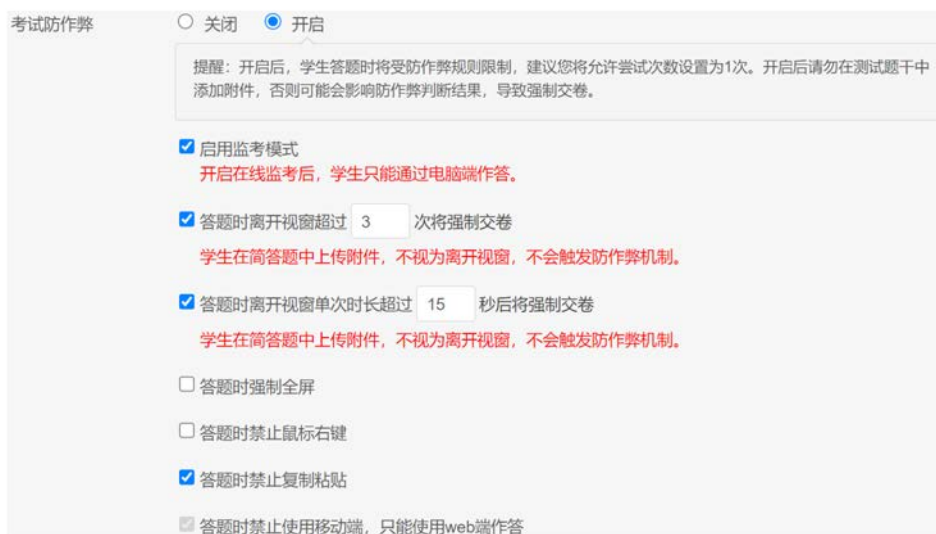 考试防作弊 关闭 开启
提醒：开启后，学生答题时将受防作弊规则限制，建议您将允许尝试次数设置为1次。开启后请勿在测试题干中
添加附件，否则可能会影响防作弊判断结果，导致强制交卷。
启用监考模式
开启在线监考后，学生只能通过电脑端作答。
答题时离开视窗超过 3 次将强制交卷
学生在简答题中上传附件，不视为离开视窗，不会触发防作弊机制。
答题时离开视窗单次时长超过 15 秒后将强制交卷
学生在简答题中上传附件，不视为离开视窗，不会触发防作弊机制。
答题时强制全屏
答题时禁止鼠标右键
答题时禁止复制粘贴
答题时禁止使用移动端，只能使用web端作答